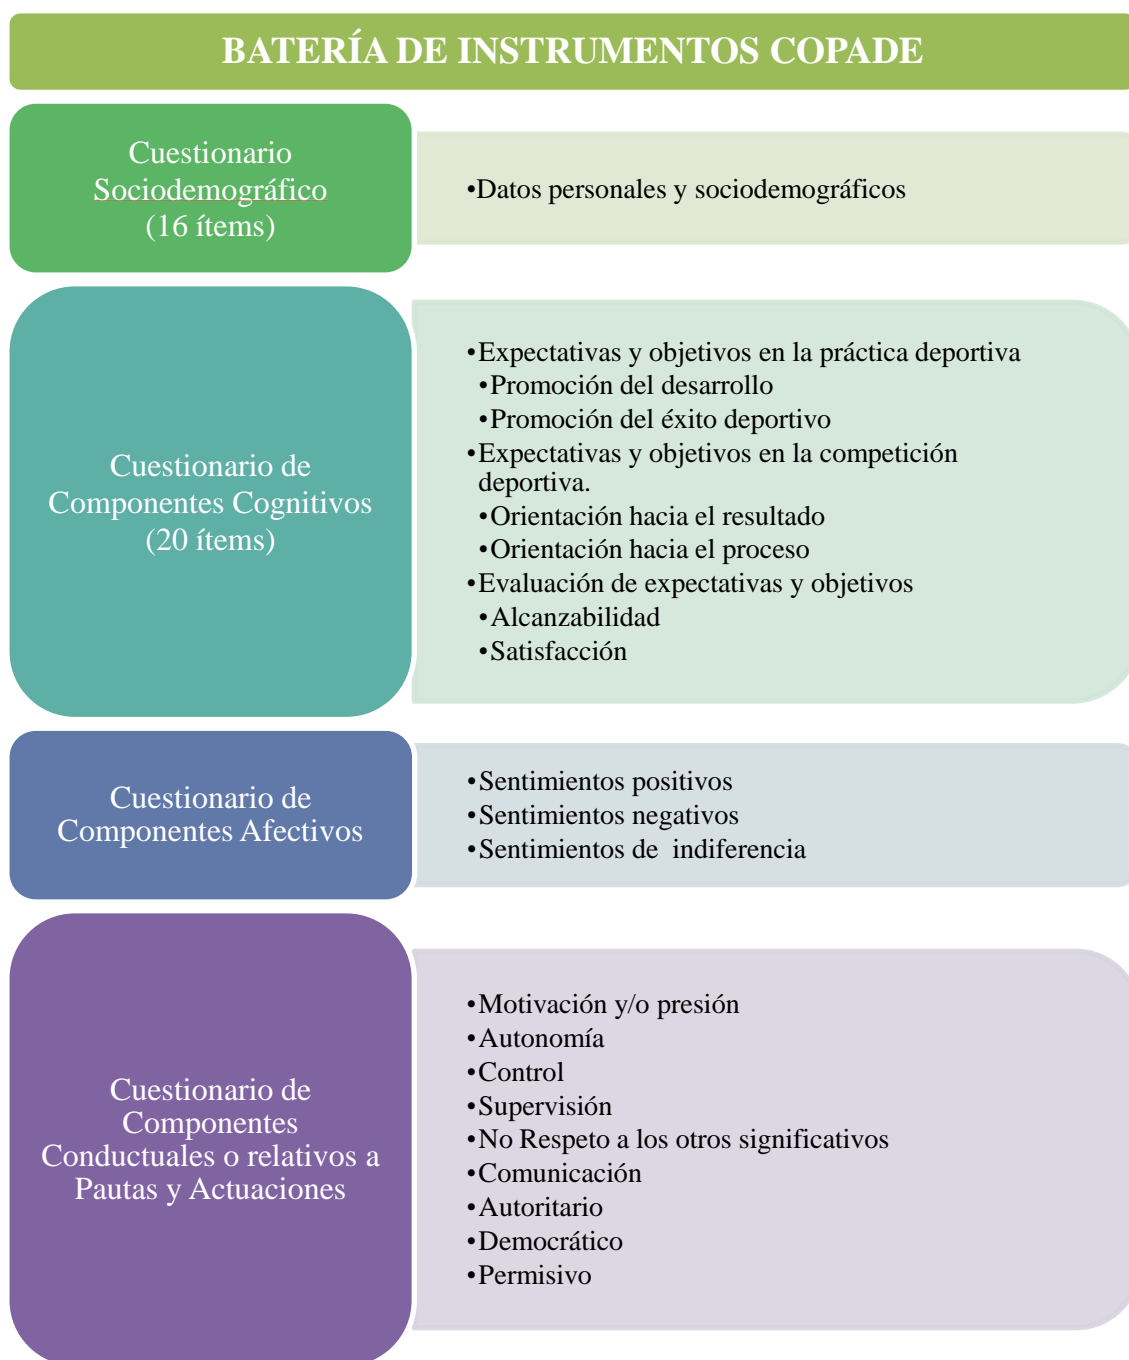 BATERÍA DE INSTRUMENTOS COPADE
Cuestionario
Sociodemográfico
(16 ítems)
•Datos personales y sociodemográficos
Cuestionario de
Componentes Cognitivos
(20 ítems)
•Expectativas y objetivos en la práctica deportiva
•Promoción del desarrollo
•Promoción del éxito deportivo
•Expectativas y objetivos en la competición
deportiva.
•Orientación hacia el resultado
•Orientación hacia el proceso
•Evaluación de expectativas y objetivos
•Alcanzabilidad
•Satisfacción
Cuestionario de
Componentes Afectivos
•Sentimientos positivos
•Sentimientos negativos
•Sentimientos de indiferencia
Cuestionario de
Componentes
Conductuales o relativos a
Pautas y Actuaciones
•Motivación y/o presión
•Autonomía
•Control
•Supervisión
•No Respeto a los otros significativos
•Comunicación
•Autoritario
•Democrático
•Permisivo